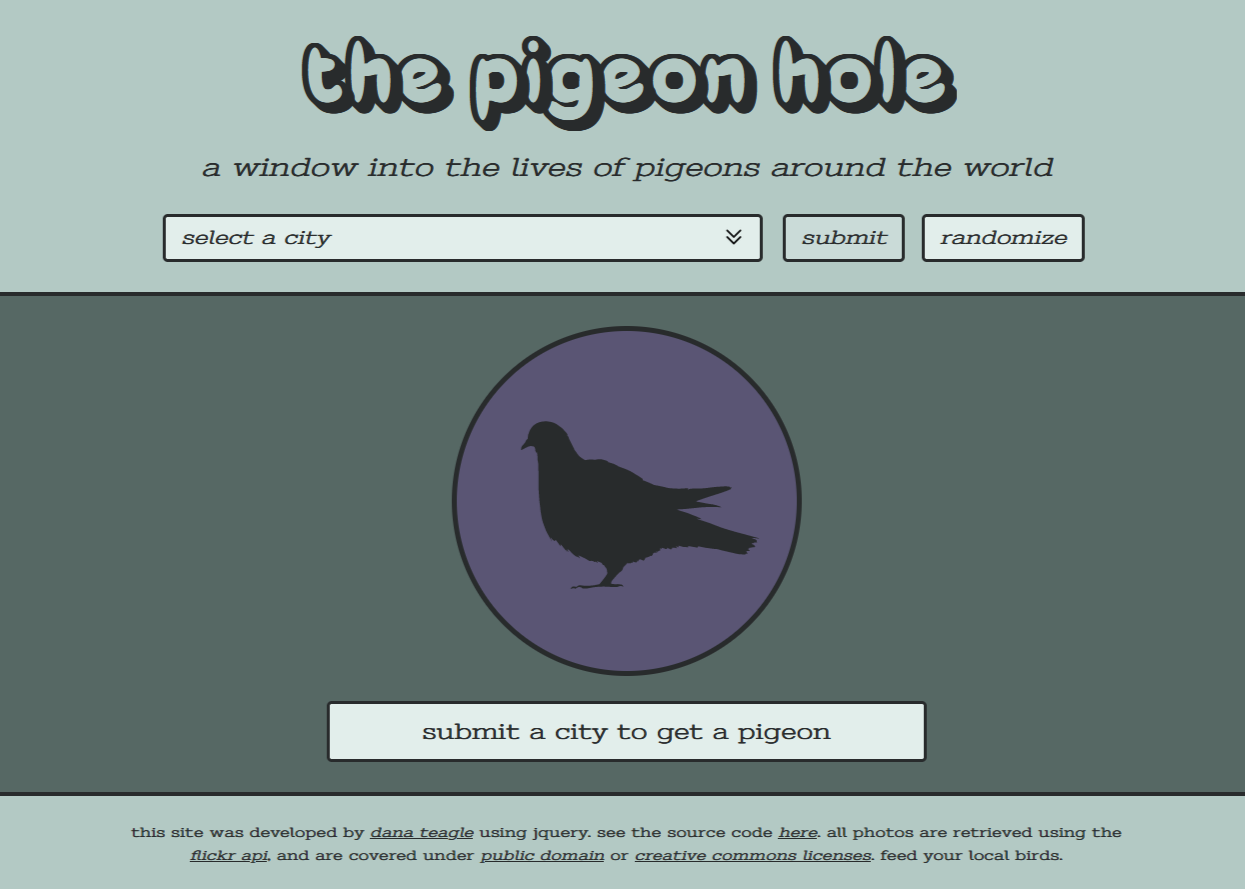 the pigeon hole
a window into the lives of pigeons around the world
select a city
submit
randomize
submit a city to get a pigeon
this site was developed by dana teagle using jquery. see the source code here. all photos are retrieved using the
flickr api, and are covered under public domain or creative commons licenses. feed your local birds.